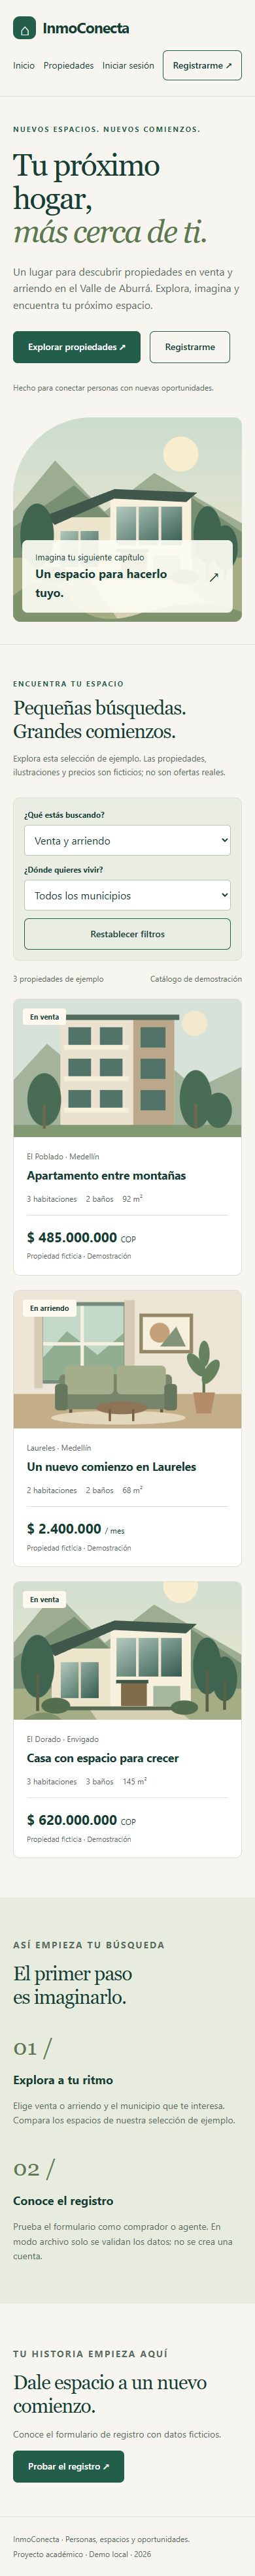 InmoConecta
Inicio Propiedades Iniciar sesión Registrarme ↗
NUEVOS ESPACIOS. NUEVOS COMIENZOS.
Tu próximo
hogar,
más cerca de ti.
Un lugar para descubrir propiedades en venta y
arriendo en el Valle de Aburrá. Explora, imagina y
encuentra tu próximo espacio.
Explorar propiedades ↗ Registrarme
Hecho para conectar personas con nuevas oportunidades.
Imagina tu siguiente capítulo
Un espacio para hacerlo
tuyo. ↗
ENCUENTRA TU ESPACIO
Pequeñas búsquedas.
Grandes comienzos.
Explora esta selección de ejemplo. Las propiedades,
ilustraciones y precios son ficticios; no son ofertas reales.
¿Qué estás buscando?
Venta y arriendo
¿Dónde quieres vivir?
Todos los municipios
Restablecer filtros
3 propiedades de ejemplo Catálogo de demostración
En venta
El Poblado · Medellín
Apartamento entre montañas
3 habitaciones 2 baños 92 m²
$ 485.000.000 COP
Propiedad ficticia · Demostración
En arriendo
Laureles · Medellín
Un nuevo comienzo en Laureles
2 habitaciones 2 baños 68 m²
$ 2.400.000 / mes
Propiedad ficticia · Demostración
En venta
El Dorado · Envigado
Casa con espacio para crecer
3 habitaciones 3 baños 145 m²
$ 620.000.000 COP
Propiedad ficticia · Demostración
ASÍ EMPIEZA TU BÚSQUEDA
El primer paso
es imaginarlo.
01 /
Explora a tu ritmo
Elige venta o arriendo y el municipio que te interesa.
Compara los espacios de nuestra selección de ejemplo.
02 /
Conoce el registro
Prueba el formulario como comprador o agente. En
modo archivo solo se validan los datos; no se crea una
cuenta.
TU HISTORIA EMPIEZA AQUÍ
Dale espacio a un nuevo
comienzo.
Conoce el formulario de registro con datos ficticios.
Probar el registro ↗
InmoConecta · Personas, espacios y oportunidades.
Proyecto académico · Demo local · 2026